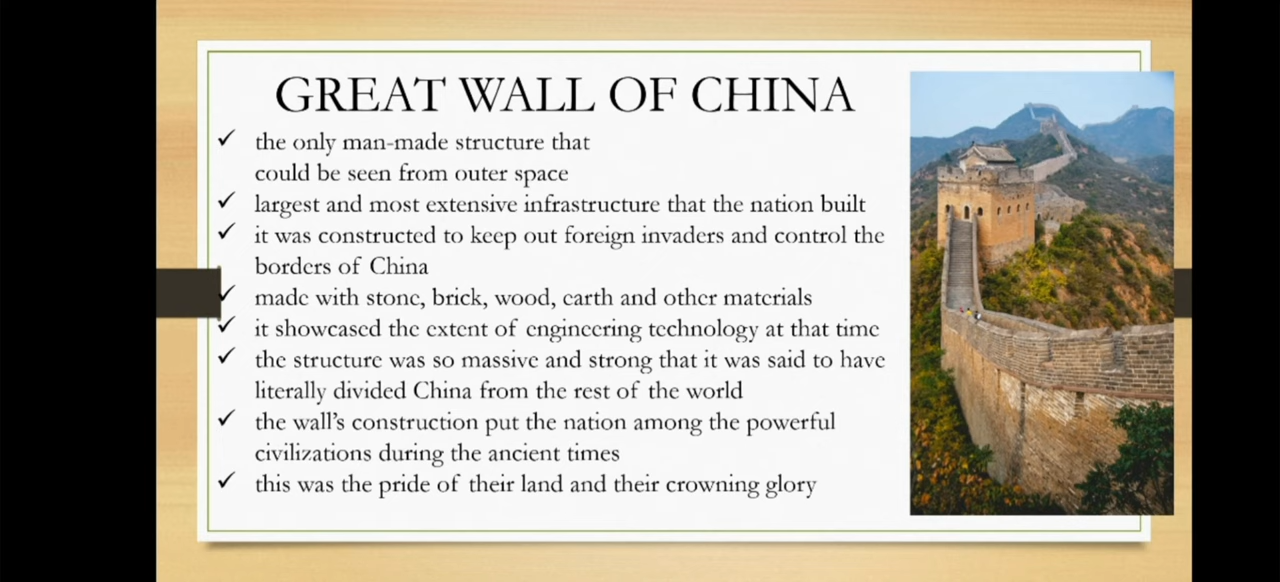 GREAT WALL OF CHINA
✓ the only man-made structure that
could be seen from outer space
✓ largest and most extensive infrastructure that the nation built
✓ it was constructed to keep out foreign invaders and control the
borders of China
✓ made with stone, brick, wood, earth and other materials
✓ it showcased the extent of engineering technology at that time
✓ the structure was so massive and strong that it was said to have
literally divided China from the rest of the world
✓ the wall’s construction put the nation among the powerful
civilizations during the ancient times
✓ this was the pride of their land and their crowning glory